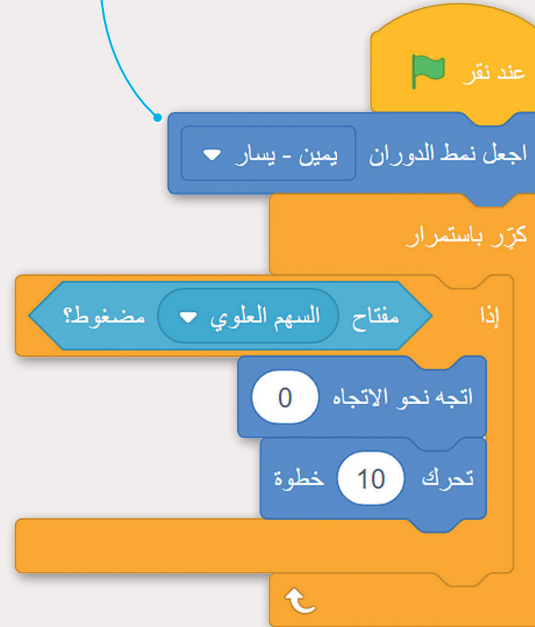 عند نقر
اجعل نمط الدوران يمين - يسار
كرّر باستمرار
إذا مفتاح السهم العلوي مضغوط؟
اتجه نحو الاتجاه 0
تحرك 10 خطوة